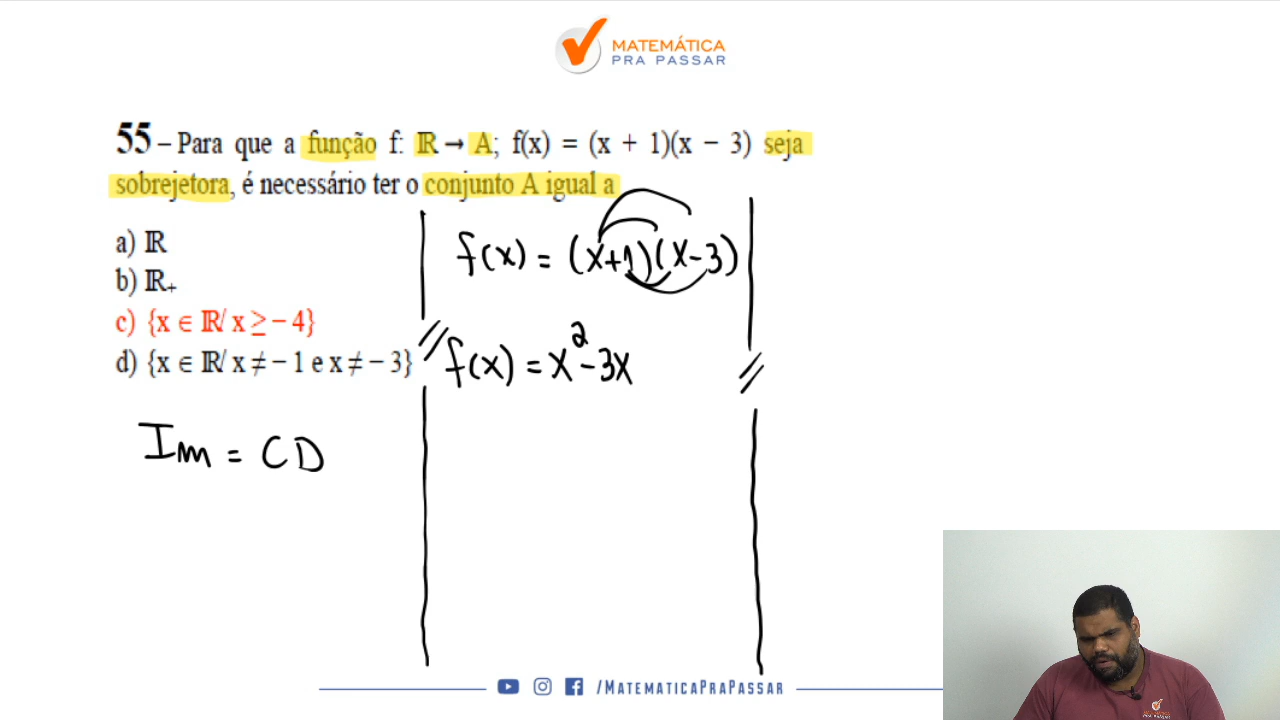 MATEMÁTICA
PRA PASSAR
55 – Para que a função f: ℝ → A; f(x) = (x + 1)(x − 3) seja
sobrejetora, é necessário ter o conjunto A igual a
a) ℝ
b) ℝ₊
c) {x ∈ ℝ/ x ≥ − 4}
d) {x ∈ ℝ/ x ≠ − 1 e x ≠ − 3}
Im = CD
f(x) = (x+1)(x-3)
f(x) = x² - 3x
/MATEMATICAPRAPASSAR